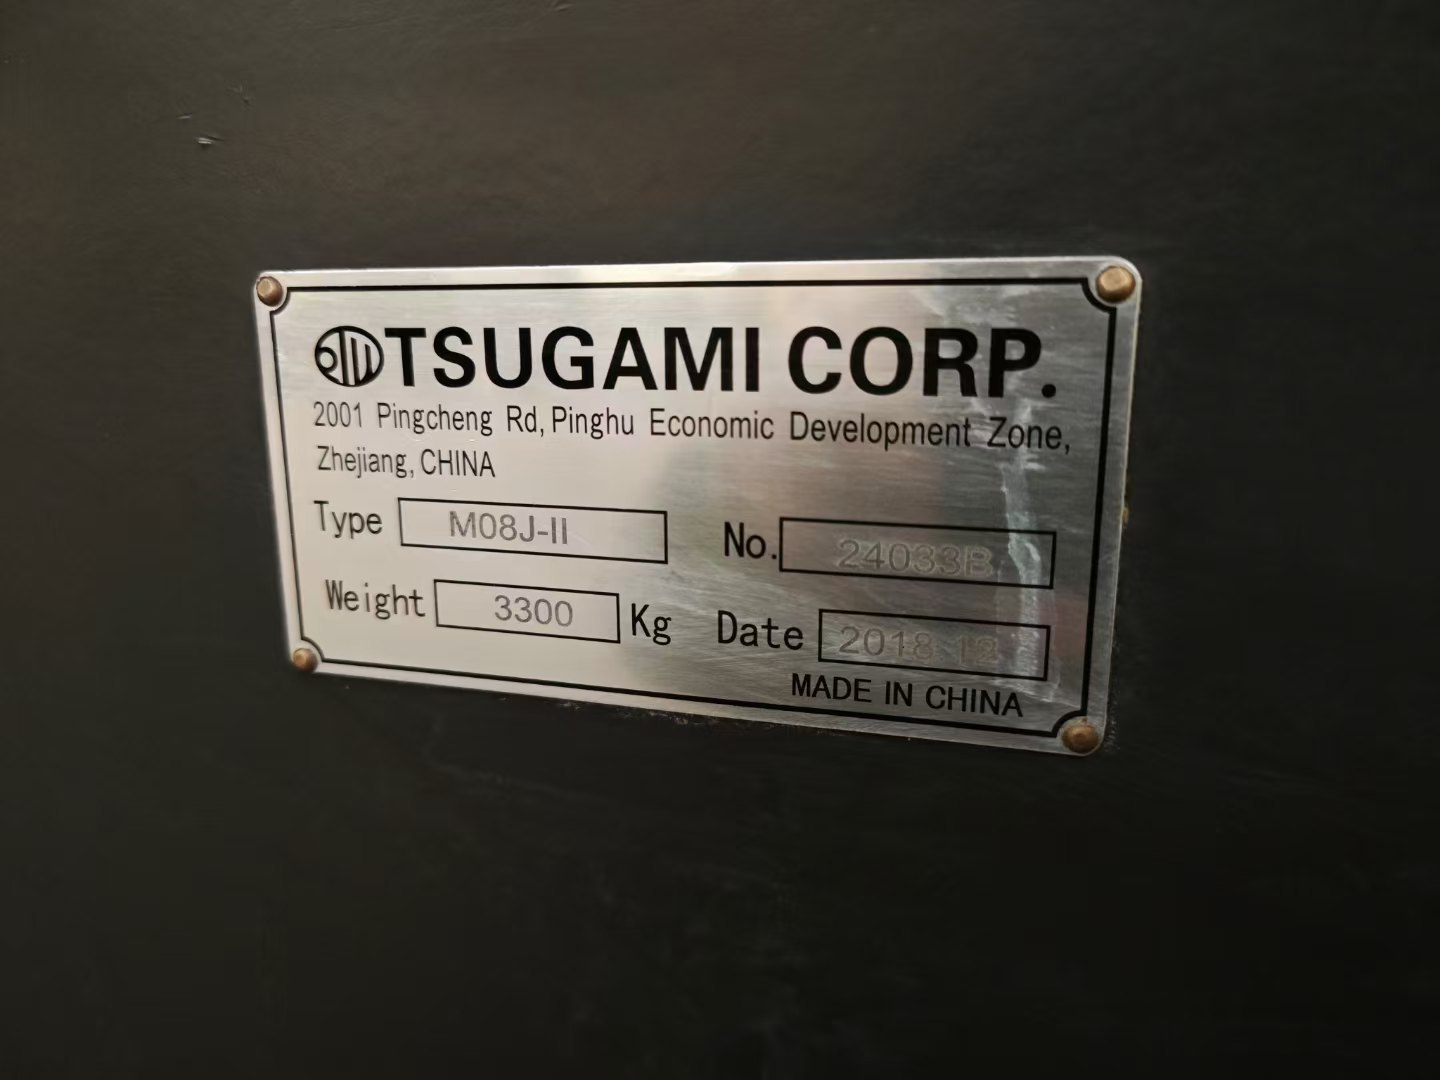 TSUGAMI CORP.
2001 Pingcheng Rd, Pinghu Economic Development Zone,
Zhejiang, CHINA
Type M08J-II No. 24033B
Weight 3300 Kg Date 2018.12
MADE IN CHINA